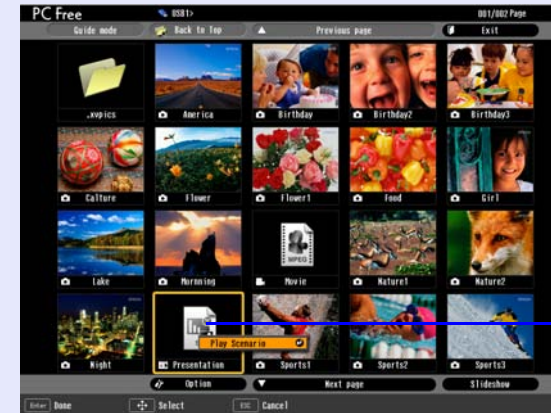 PC Free USB1> 001/002 Page
Guide mode Back to Top Previous page Exit
.xvpics America Birthday Birthday2 Birthday3
Calture Flower Flower1 Food Girl
MPEG
Lake Mornning Movie Nature1 Nature2
Play Scenario
Night Presentation Sports1 Sports2 Sports3
Option Next page Slideshow
Enter Done Select ESC Cancel